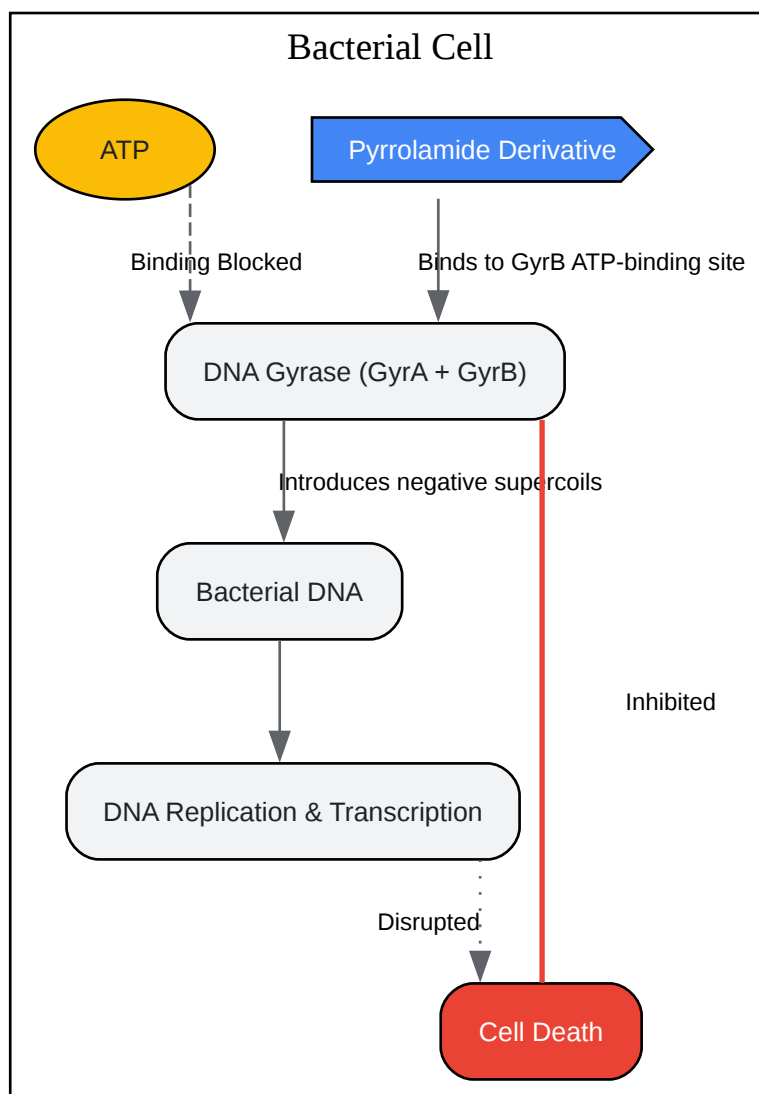 Bacterial Cell
ATP
Pyrrolamide Derivative
Binding Blocked
Binds to GyrB ATP-binding site
DNA Gyrase (GyrA + GyrB)
Introduces negative supercoils
Bacterial DNA
Inhibited
DNA Replication & Transcription
Disrupted
Cell Death